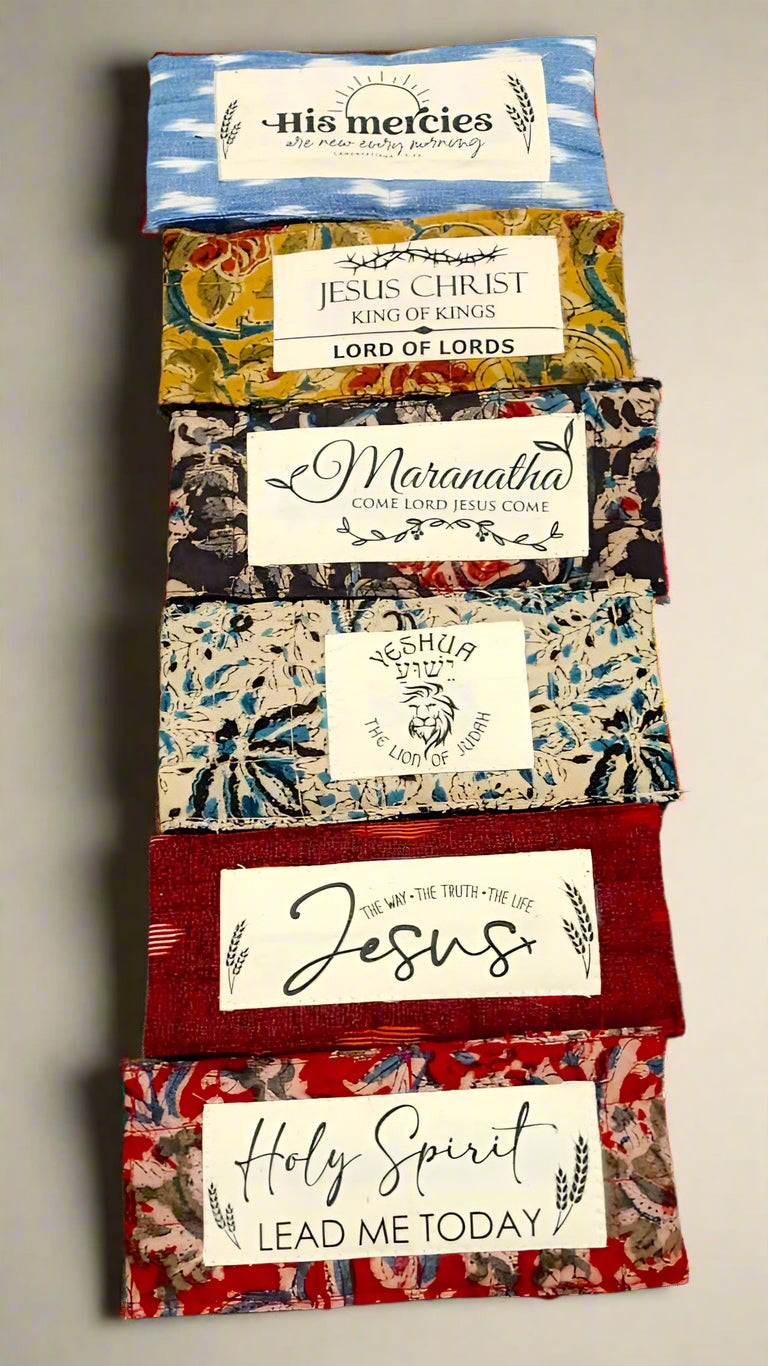 His mercies
are new every morning
JESUS CHRIST
KING OF KINGS
LORD OF LORDS
Maranatha
COME LORD JESUS COME
YESHUA
יֵשׁוּעַ
THE LION OF JUDAH
THE WAY • THE TRUTH • THE LIFE
Jesus
Holy Spirit
LEAD ME TODAY